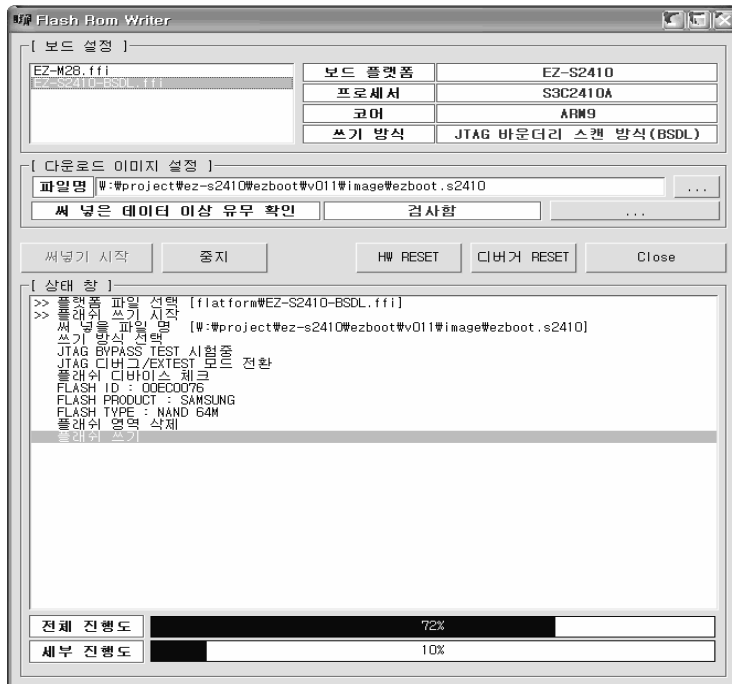 Flash Rom Writer
[ 보드 설정 ]
EZ-M28.ffi
EZ-S2410-BSDL.ffi
보드 플랫폼 EZ-S2410
프로세서 S3C2410A
코어 ARM9
쓰기 방식 JTAG 바운더리 스캔 방식(BSDL)
[ 다운로드 이미지 설정 ]
파일명 ₩:₩project₩ez-s2410₩ezboot₩v011₩image₩ezboot.s2410 ...
써 넣은 데이터 이상 유무 확인 검사함 ...
써넣기 시작 중지 HW RESET 디버거 RESET Close
[ 상태 창 ]
>> 플랫폼 파일 선택 [flatform₩EZ-S2410-BSDL.ffi]
>> 플래쉬 쓰기 시작
써 넣을 파일 명 [W:₩project₩ez-s2410₩ezboot₩v011₩image₩ezboot.s2410]
쓰기 방식 선택
JTAG BYPASS TEST 시험중
JTAG 디버그/EXTEST 모드 전환
플래쉬 디바이스 체크
FLASH ID : 00EC0076
FLASH PRODUCT : SAMSUNG
FLASH TYPE : NAND 64M
플래쉬 영역 삭제
플래쉬 쓰기
전체 진행도 72%
세부 진행도 10%